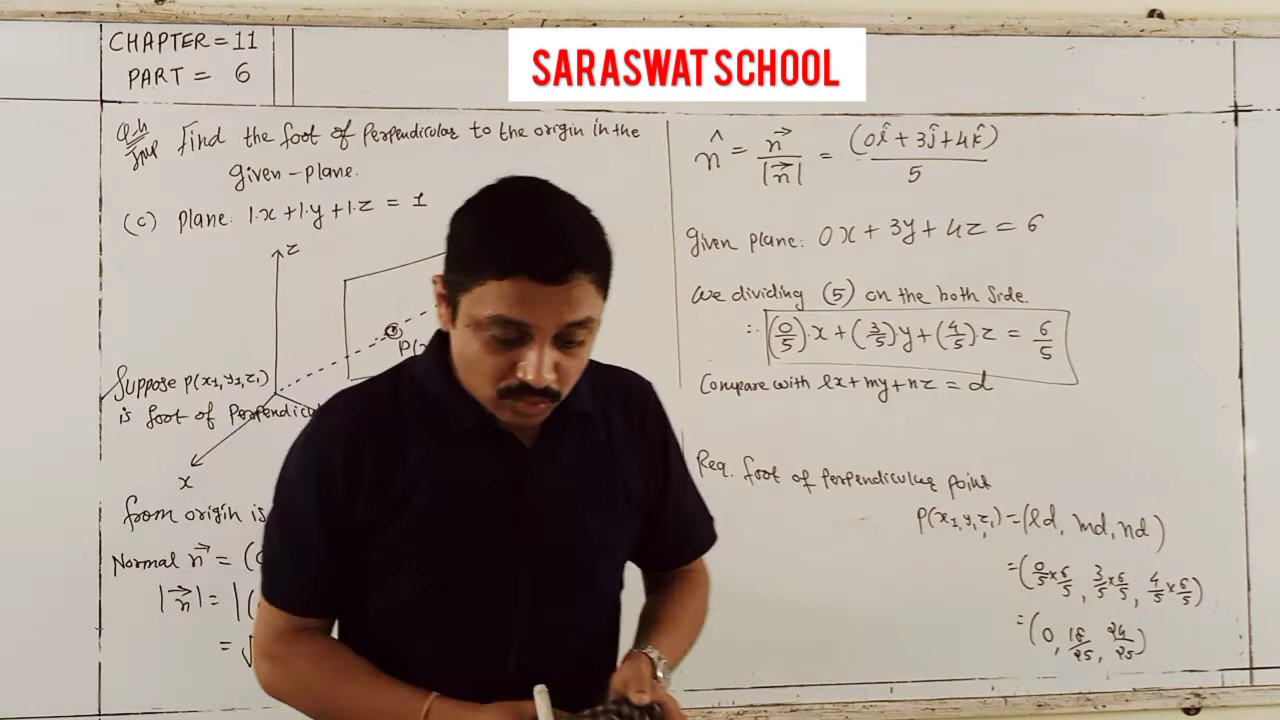 SARASWAT SCHOOL
CHAPTER = 11
PART = 6
Find the foot of perpendicular to the origin in the
given-plane.
(c) plane: 1·x+1·y+1·z = 1
z
P(x
Suppose P(x₁,y₁,z₁)
is foot of perpendicul
x
from origin is
Normal n⃗ = (
|n⃗| = |(
= √
n̂ = n⃗/|n⃗| = (0î+3ĵ+4k̂)/5
Given plane: 0x+3y+4z = 6
we dividing (5) on the both side.
∴ (0/5)·x+(3/5)y+(4/5)·z = 6/5
Compare with lx+my+nz = d
Req. foot of perpendicular point
P(x₁,y₁,z₁) = (ld, md, nd)
= (0/5×6/5, 3/5×6/5, 4/5×6/5)
= (0, 18/25, 24/25)